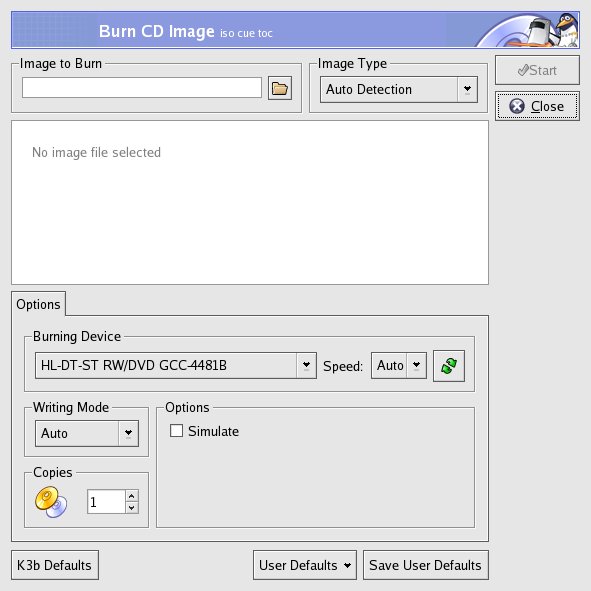 Burn CD Image iso cue toc
Image to Burn
Image Type
Start
Auto Detection
Close
No image file selected
Options
Burning Device
HL-DT-ST RW/DVD GCC-4481B
Speed:
Auto
Writing Mode
Options
Auto
Simulate
Copies
1
K3b Defaults
User Defaults
Save User Defaults